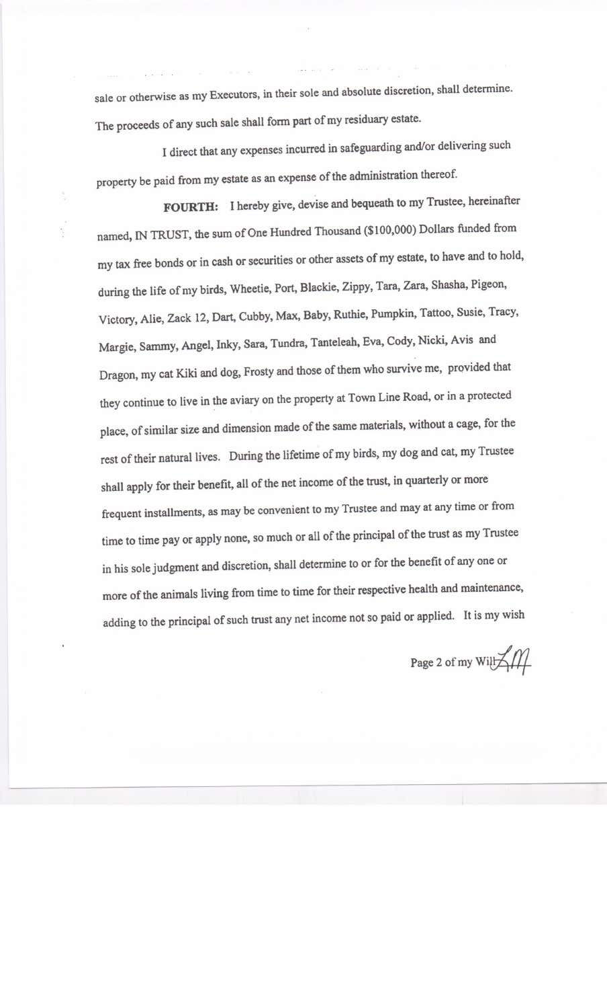 sale or otherwise as my Executors, in their sole and absolute discretion, shall determine.
The proceeds of any such sale shall form part of my residuary estate.
I direct that any expenses incurred in safeguarding and/or delivering such
property be paid from my estate as an expense of the administration thereof.
FOURTH: I hereby give, devise and bequeath to my Trustee, hereinafter
named, IN TRUST, the sum of One Hundred Thousand ($100,000) Dollars funded from
my tax free bonds or in cash or securities or other assets of my estate, to have and to hold,
during the life of my birds, Wheetie, Port, Blackie, Zippy, Tara, Zara, Shasha, Pigeon,
Victory, Alie, Zack 12, Dart, Cubby, Max, Baby, Ruthie, Pumpkin, Tattoo, Susie, Tracy,
Margie, Sammy, Angel, Inky, Sara, Tundra, Tanteleah, Eva, Cody, Nicki, Avis and
Dragon, my cat Kiki and dog, Frosty and those of them who survive me, provided that
they continue to live in the aviary on the property at Town Line Road, or in a protected
place, of similar size and dimension made of the same materials, without a cage, for the
rest of their natural lives. During the lifetime of my birds, my dog and cat, my Trustee
shall apply for their benefit, all of the net income of the trust, in quarterly or more
frequent installments, as may be convenient to my Trustee and may at any time or from
time to time pay or apply none, so much or all of the principal of the trust as my Trustee
in his sole judgment and discretion, shall determine to or for the benefit of any one or
more of the animals living from time to time for their respective health and maintenance,
adding to the principal of such trust any net income not so paid or applied. It is my wish
Page 2 of my Will LM